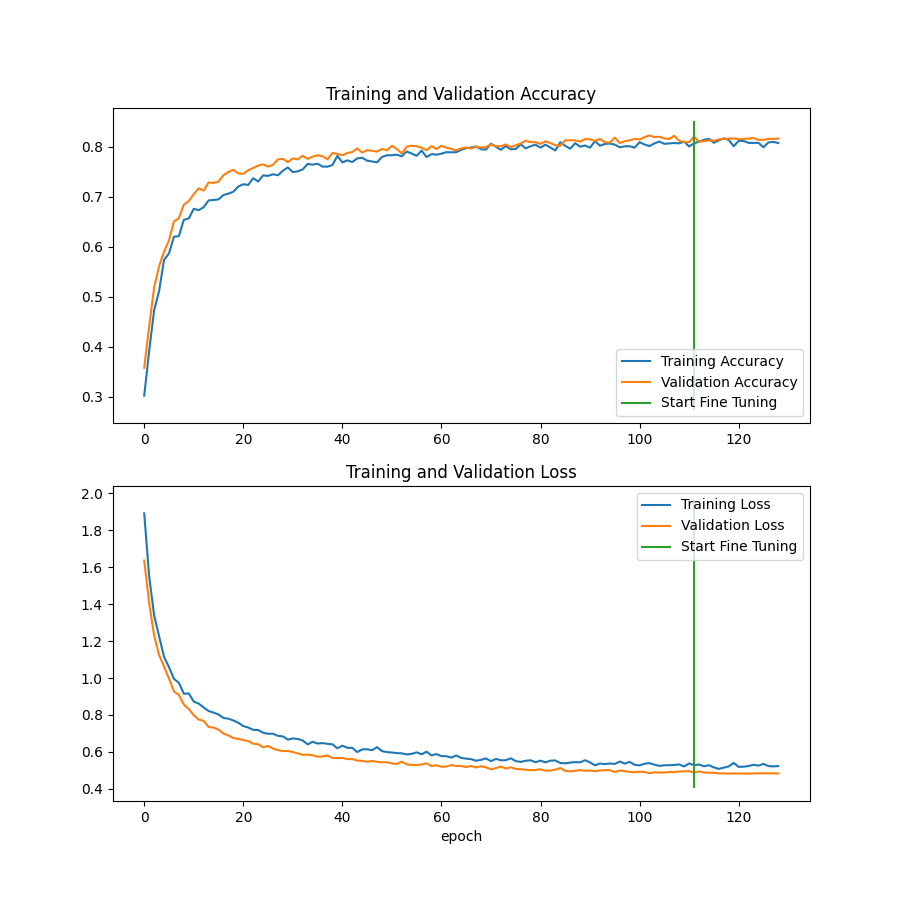 Training and Validation Accuracy
0.8
0.7
0.6
0.5
0.4
0.3
Training Accuracy
Validation Accuracy
Start Fine Tuning
0 20 40 60 80 100 120
Training and Validation Loss
2.0
1.8
1.6
1.4
1.2
1.0
0.8
0.6
0.4
Training Loss
Validation Loss
Start Fine Tuning
0 20 40 60 80 100 120
epoch